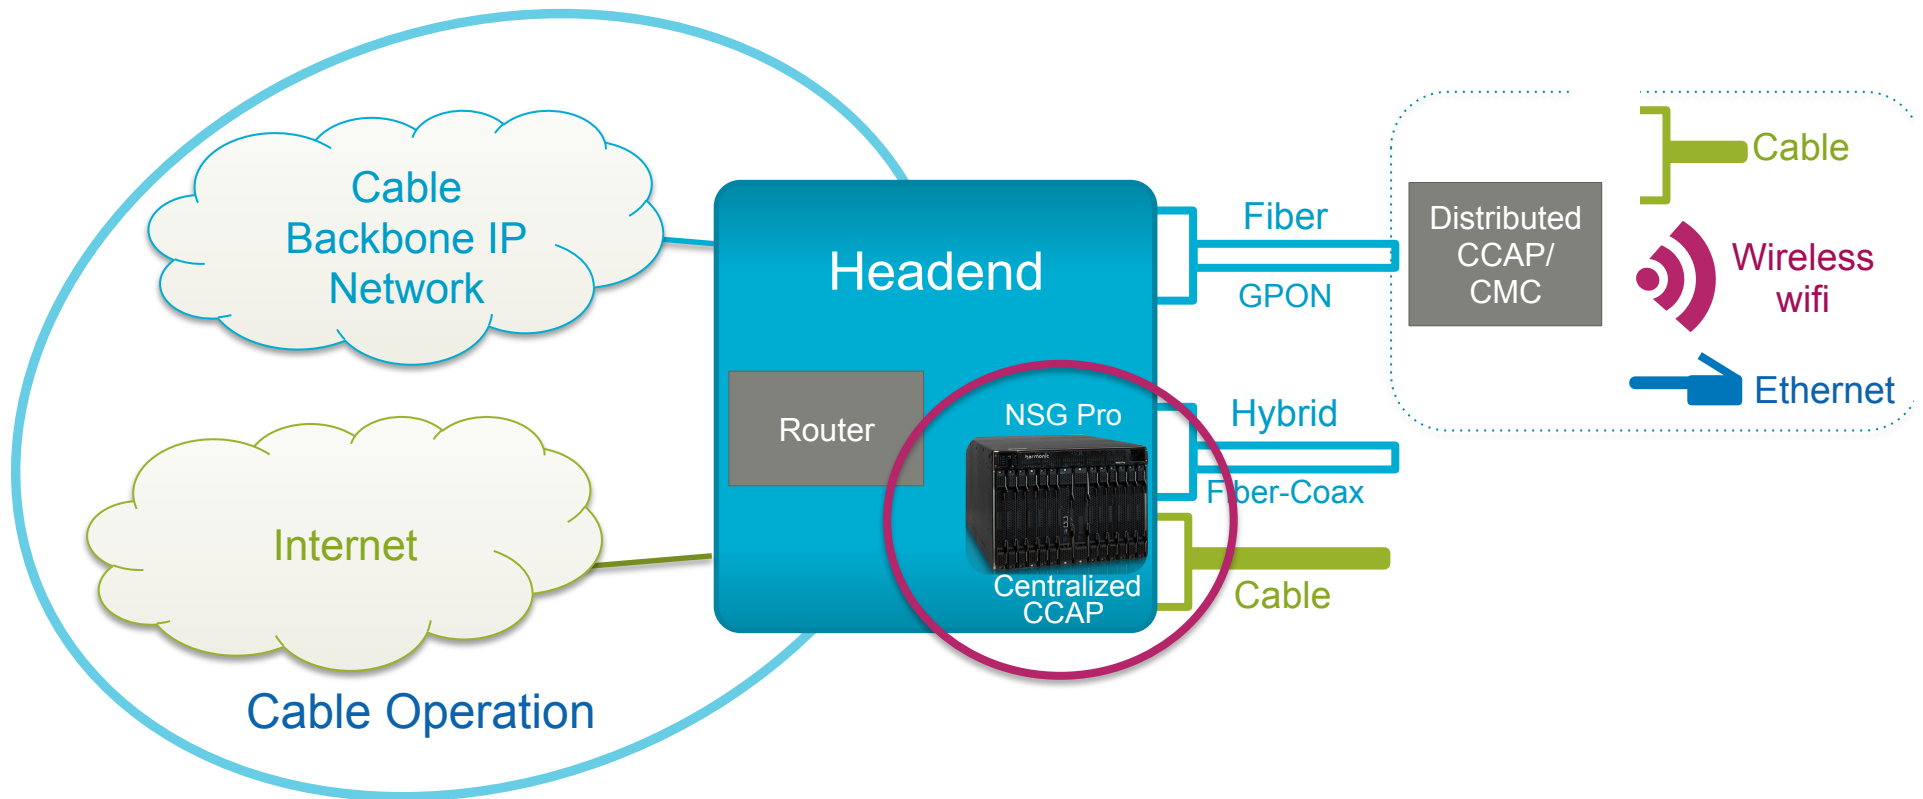 Cable
Backbone IP
Network
Internet
Cable Operation
Headend
Router
NSG Pro
harmonic
Centralized
CCAP
Fiber
GPON
Hybrid
Fiber-Coax
Cable
Distributed
CCAP/
CMC
Cable
Wireless
wifi
Ethernet